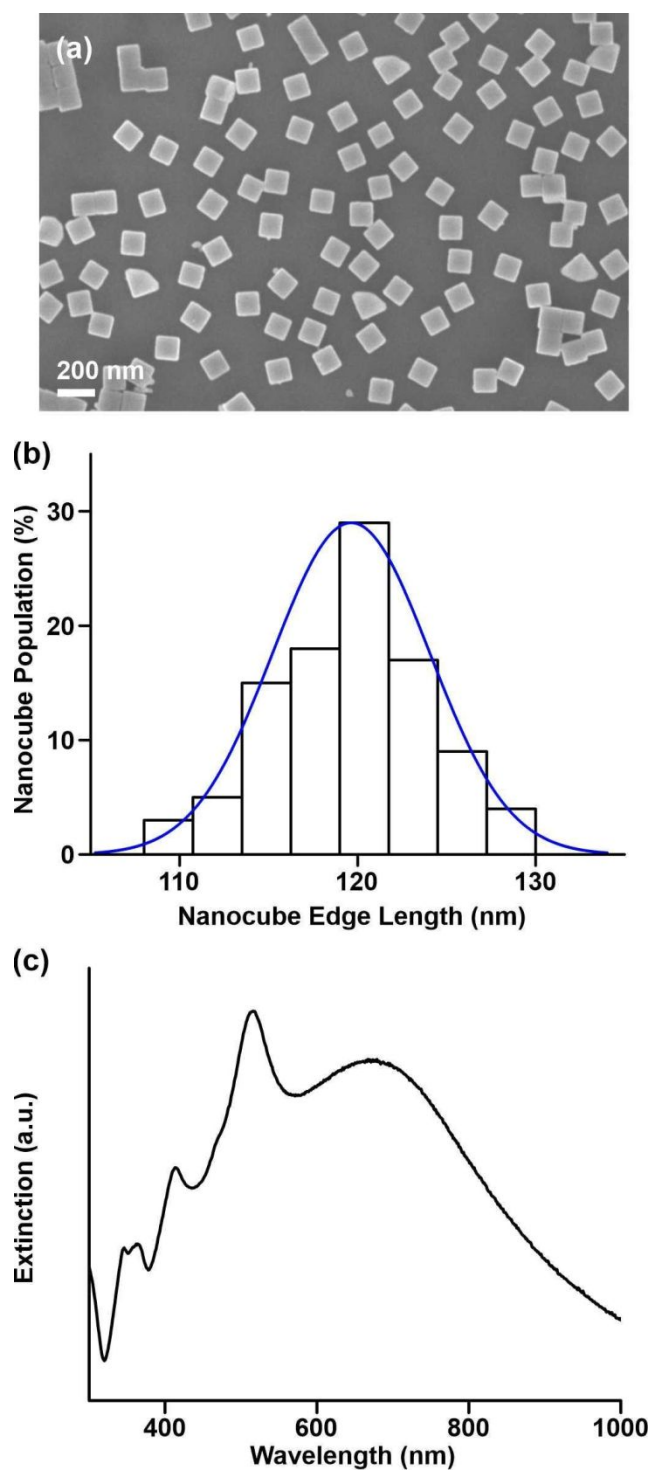 (a)
200 nm
(b)
Nanocube Population (%)
30
20
10
0
110 120 130
Nanocube Edge Length (nm)
(c)
Extinction (a.u.)
400 600 800 1000
Wavelength (nm)